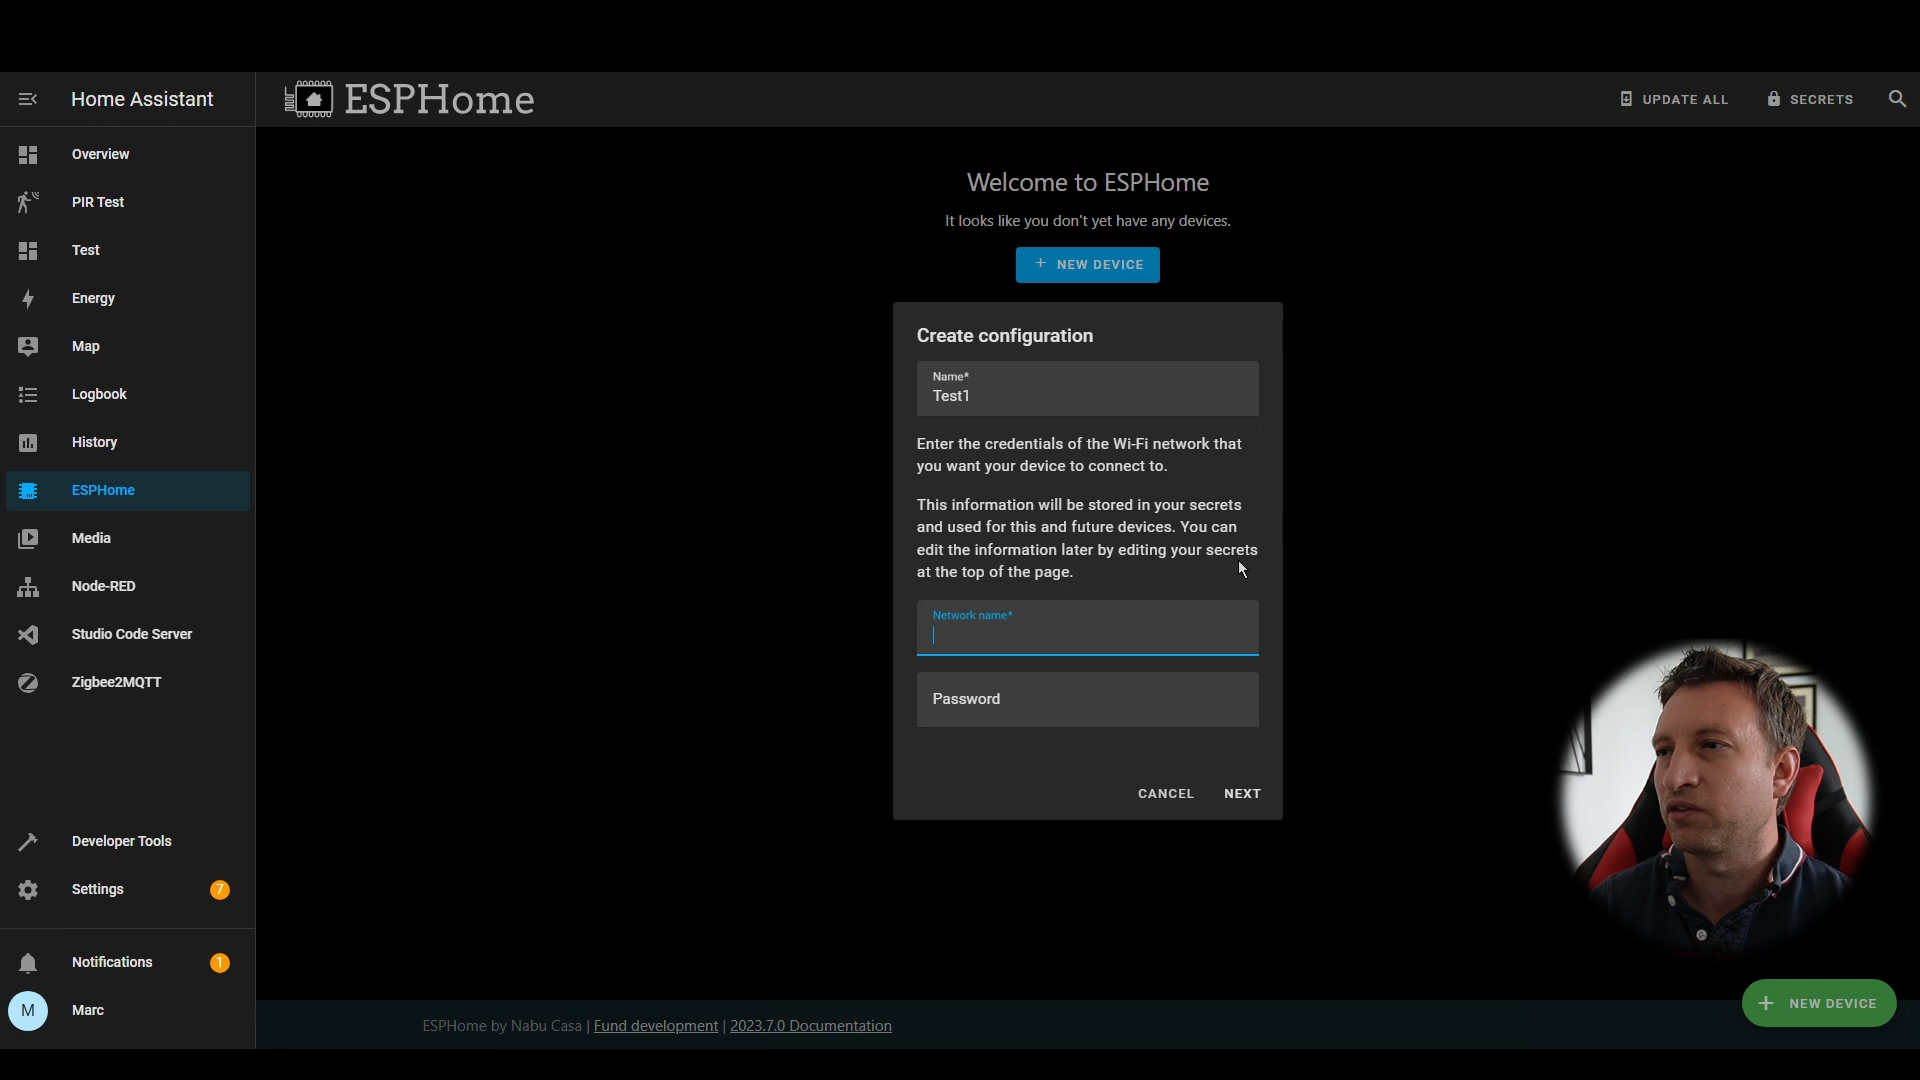 Home Assistant
ESPHome
UPDATE ALL
SECRETS
Overview
PIR Test
Test
Energy
Map
Logbook
History
ESPHome
Media
Node-RED
Studio Code Server
Zigbee2MQTT
Developer Tools
Settings
7
Notifications
1
M
Marc
Welcome to ESPHome
It looks like you don't yet have any devices.
+ NEW DEVICE
Create configuration
Name*
Test1
Enter the credentials of the Wi-Fi network that
you want your device to connect to.
This information will be stored in your secrets
and used for this and future devices. You can
edit the information later by editing your secrets
at the top of the page.
Network name*
Password
CANCEL
NEXT
+ NEW DEVICE
ESPHome by Nabu Casa | Fund development | 2023.7.0 Documentation